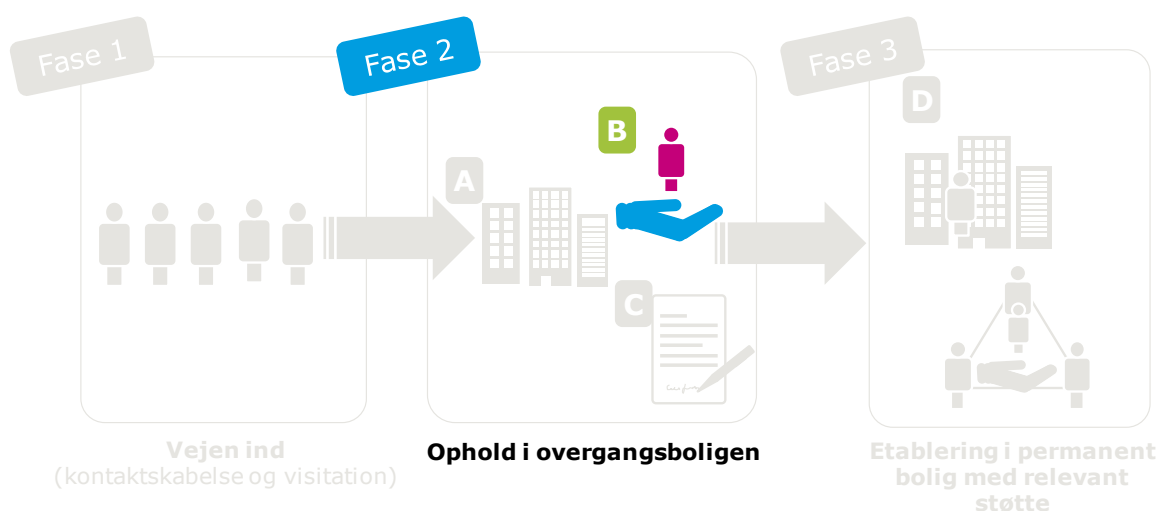 Fase 1
Fase 2
Fase 3
A
B
C
D
Vejen ind
(kontaktskabelse og visitation)
Ophold i overgangsboligen
Etablering i permanent
bolig med relevant
støtte